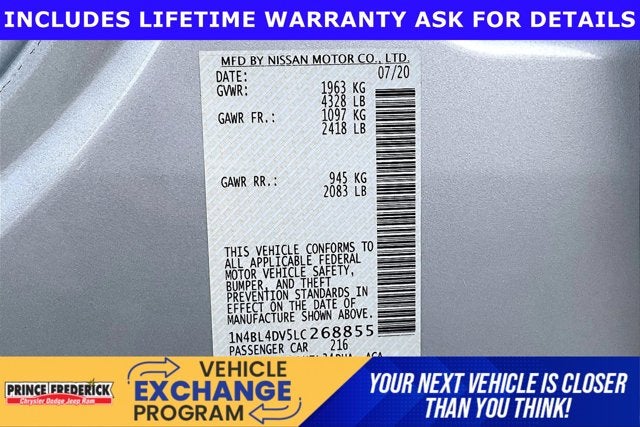 INCLUDES LIFETIME WARRANTY ASK FOR DETAILS
MFD BY NISSAN MOTOR CO., LTD.
DATE: 07/20
GVWR: 1963 KG
4328 LB
GAWR FR.: 1097 KG
2418 LB
GAWR RR.: 945 KG
2083 LB
THIS VEHICLE CONFORMS TO
ALL APPLICABLE FEDERAL
MOTOR VEHICLE SAFETY,
BUMPER, AND THEFT
PREVENTION STANDARDS IN
EFFECT ON THE DATE OF
MANUFACTURE SHOWN ABOVE.
1N4BL4DV5LC268855
PASSENGER CAR 216
PRINCE FREDERICK
Chrysler Dodge Jeep Ram
VEHICLE
EXCHANGE
PROGRAM
YOUR NEXT VEHICLE IS CLOSER
THAN YOU THINK!